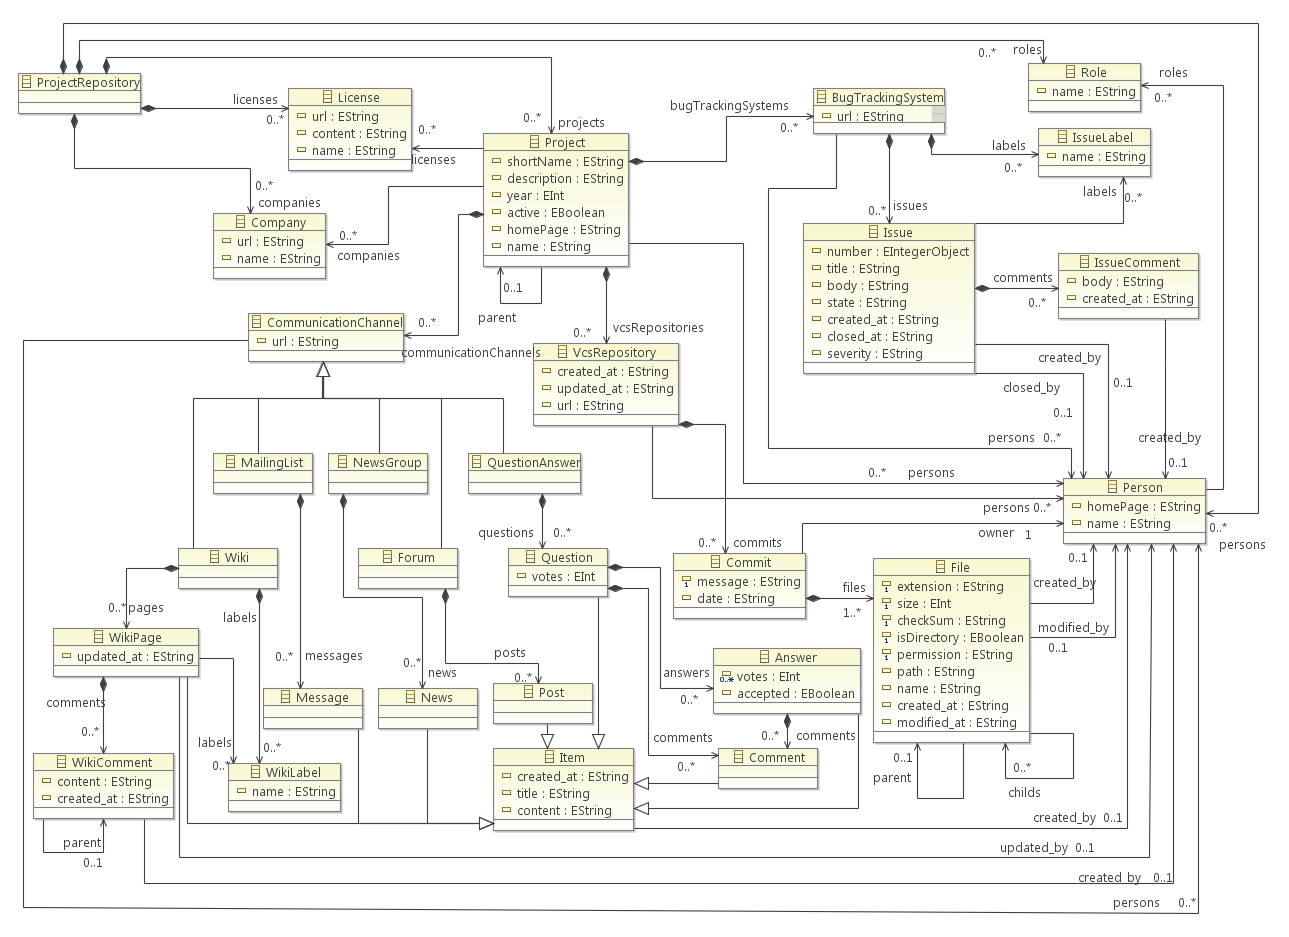 0..*
roles
ProjectRepository
Role
name : EString
roles
0..*
licenses
0..*
License
url : EString
content : EString
name : EString
0..*
licenses
0..*
projects
bugTrackingSystems
0..*
BugTrackingSystem
url : EString
labels
0..*
IssueLabel
name : EString
labels
0..*
Project
shortName : EString
description : EString
year : EInt
active : EBoolean
homePage : EString
name : EString
0..*
companies
Company
url : EString
name : EString
0..*
companies
0..1
parent
0..*
issues
Issue
number : EIntegerObject
title : EString
body : EString
state : EString
created_at : EString
closed_at : EString
severity : EString
comments
0..*
IssueComment
body : EString
created_at : EString
CommunicationChannel
url : EString
0..*
communicationChannels
0..*
vcsRepositories
VcsRepository
created_at : EString
updated_at : EString
url : EString
created_by
0..1
closed_by
0..1
persons 0..*
created_by
0..1
0..*
persons
persons 0..*
Person
homePage : EString
name : EString
0..*
persons
MailingList
NewsGroup
QuestionAnswer
questions
0..*
0..*
commits
owner
1
Wiki
Forum
Question
votes : EInt
Commit
message : EString
date : EString
files
1..*
File
extension : EString
size : EInt
checkSum : EString
isDirectory : EBoolean
permission : EString
path : EString
name : EString
created_at : EString
modified_at : EString
0..1
created_by
modified_by
0..1
0..*
pages
labels
WikiPage
updated_at : EString
0..*
messages
0..*
news
posts
0..*
answers
0..*
Answer
votes : EInt
0..*
accepted : EBoolean
comments
0..*
Message
News
Post
labels
0..*
0..*
comments
0..*
0..*
comments
WikiComment
content : EString
created_at : EString
WikiLabel
name : EString
Item
created_at : EString
title : EString
content : EString
Comment
0..1
parent
0..*
childs
parent
0..1
created_by 0..1
updated_by 0..1
created_by 0..1
persons 0..*